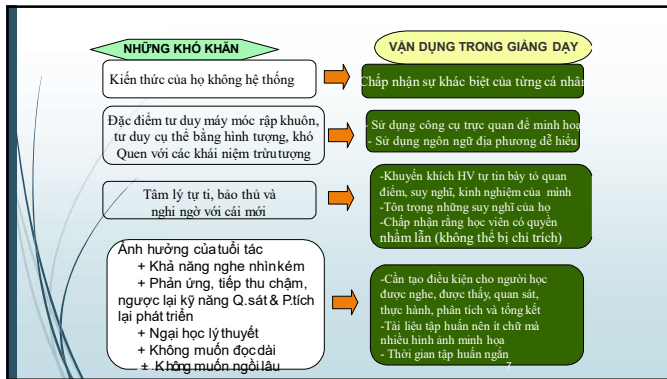 NHỮNG KHÓ KHĂN
VẬN DỤNG TRONG GIẢNG DẠY
Kiến thức của họ không hệ thống
Chấp nhận sự khác biệt của từng cá nhân
Đặc điểm tư duy máy móc rập khuôn,
tư duy cụ thể bằng hình tượng, khó
Quen với các khái niệm trừu tượng
- Sử dụng công cụ trực quan để minh hoạ
- Sử dụng ngôn ngữ địa phương dễ hiểu
Tâm lý tự ti, bảo thủ và
nghi ngờ với cái mới
-Khuyến khích HV tự tin bày tỏ quan
điểm, suy nghĩ, kinh nghiệm của mình
-Tôn trọng những suy nghĩ của họ
-Chấp nhận rằng học viên có quyền
nhầm lẫn (không thể bị chỉ trích)
Ảnh hưởng của tuổi tác
+ Khả năng nghe nhìn kém
+ Phản ứng, tiếp thu chậm,
ngược lại kỹ năng Q.sát & P.tích
lại phát triển
+ Ngại học lý thuyết
+ Không muốn đọc dài
+ Không muốn ngồi lâu
-Cần tạo điều kiện cho người học
được nghe, được thấy, quan sát,
thực hành, phân tích và tổng kết
-Tài liệu tập huấn nên ít chữ mà
nhiều hình ảnh minh họa
- Thời gian tập huấn ngắn
7